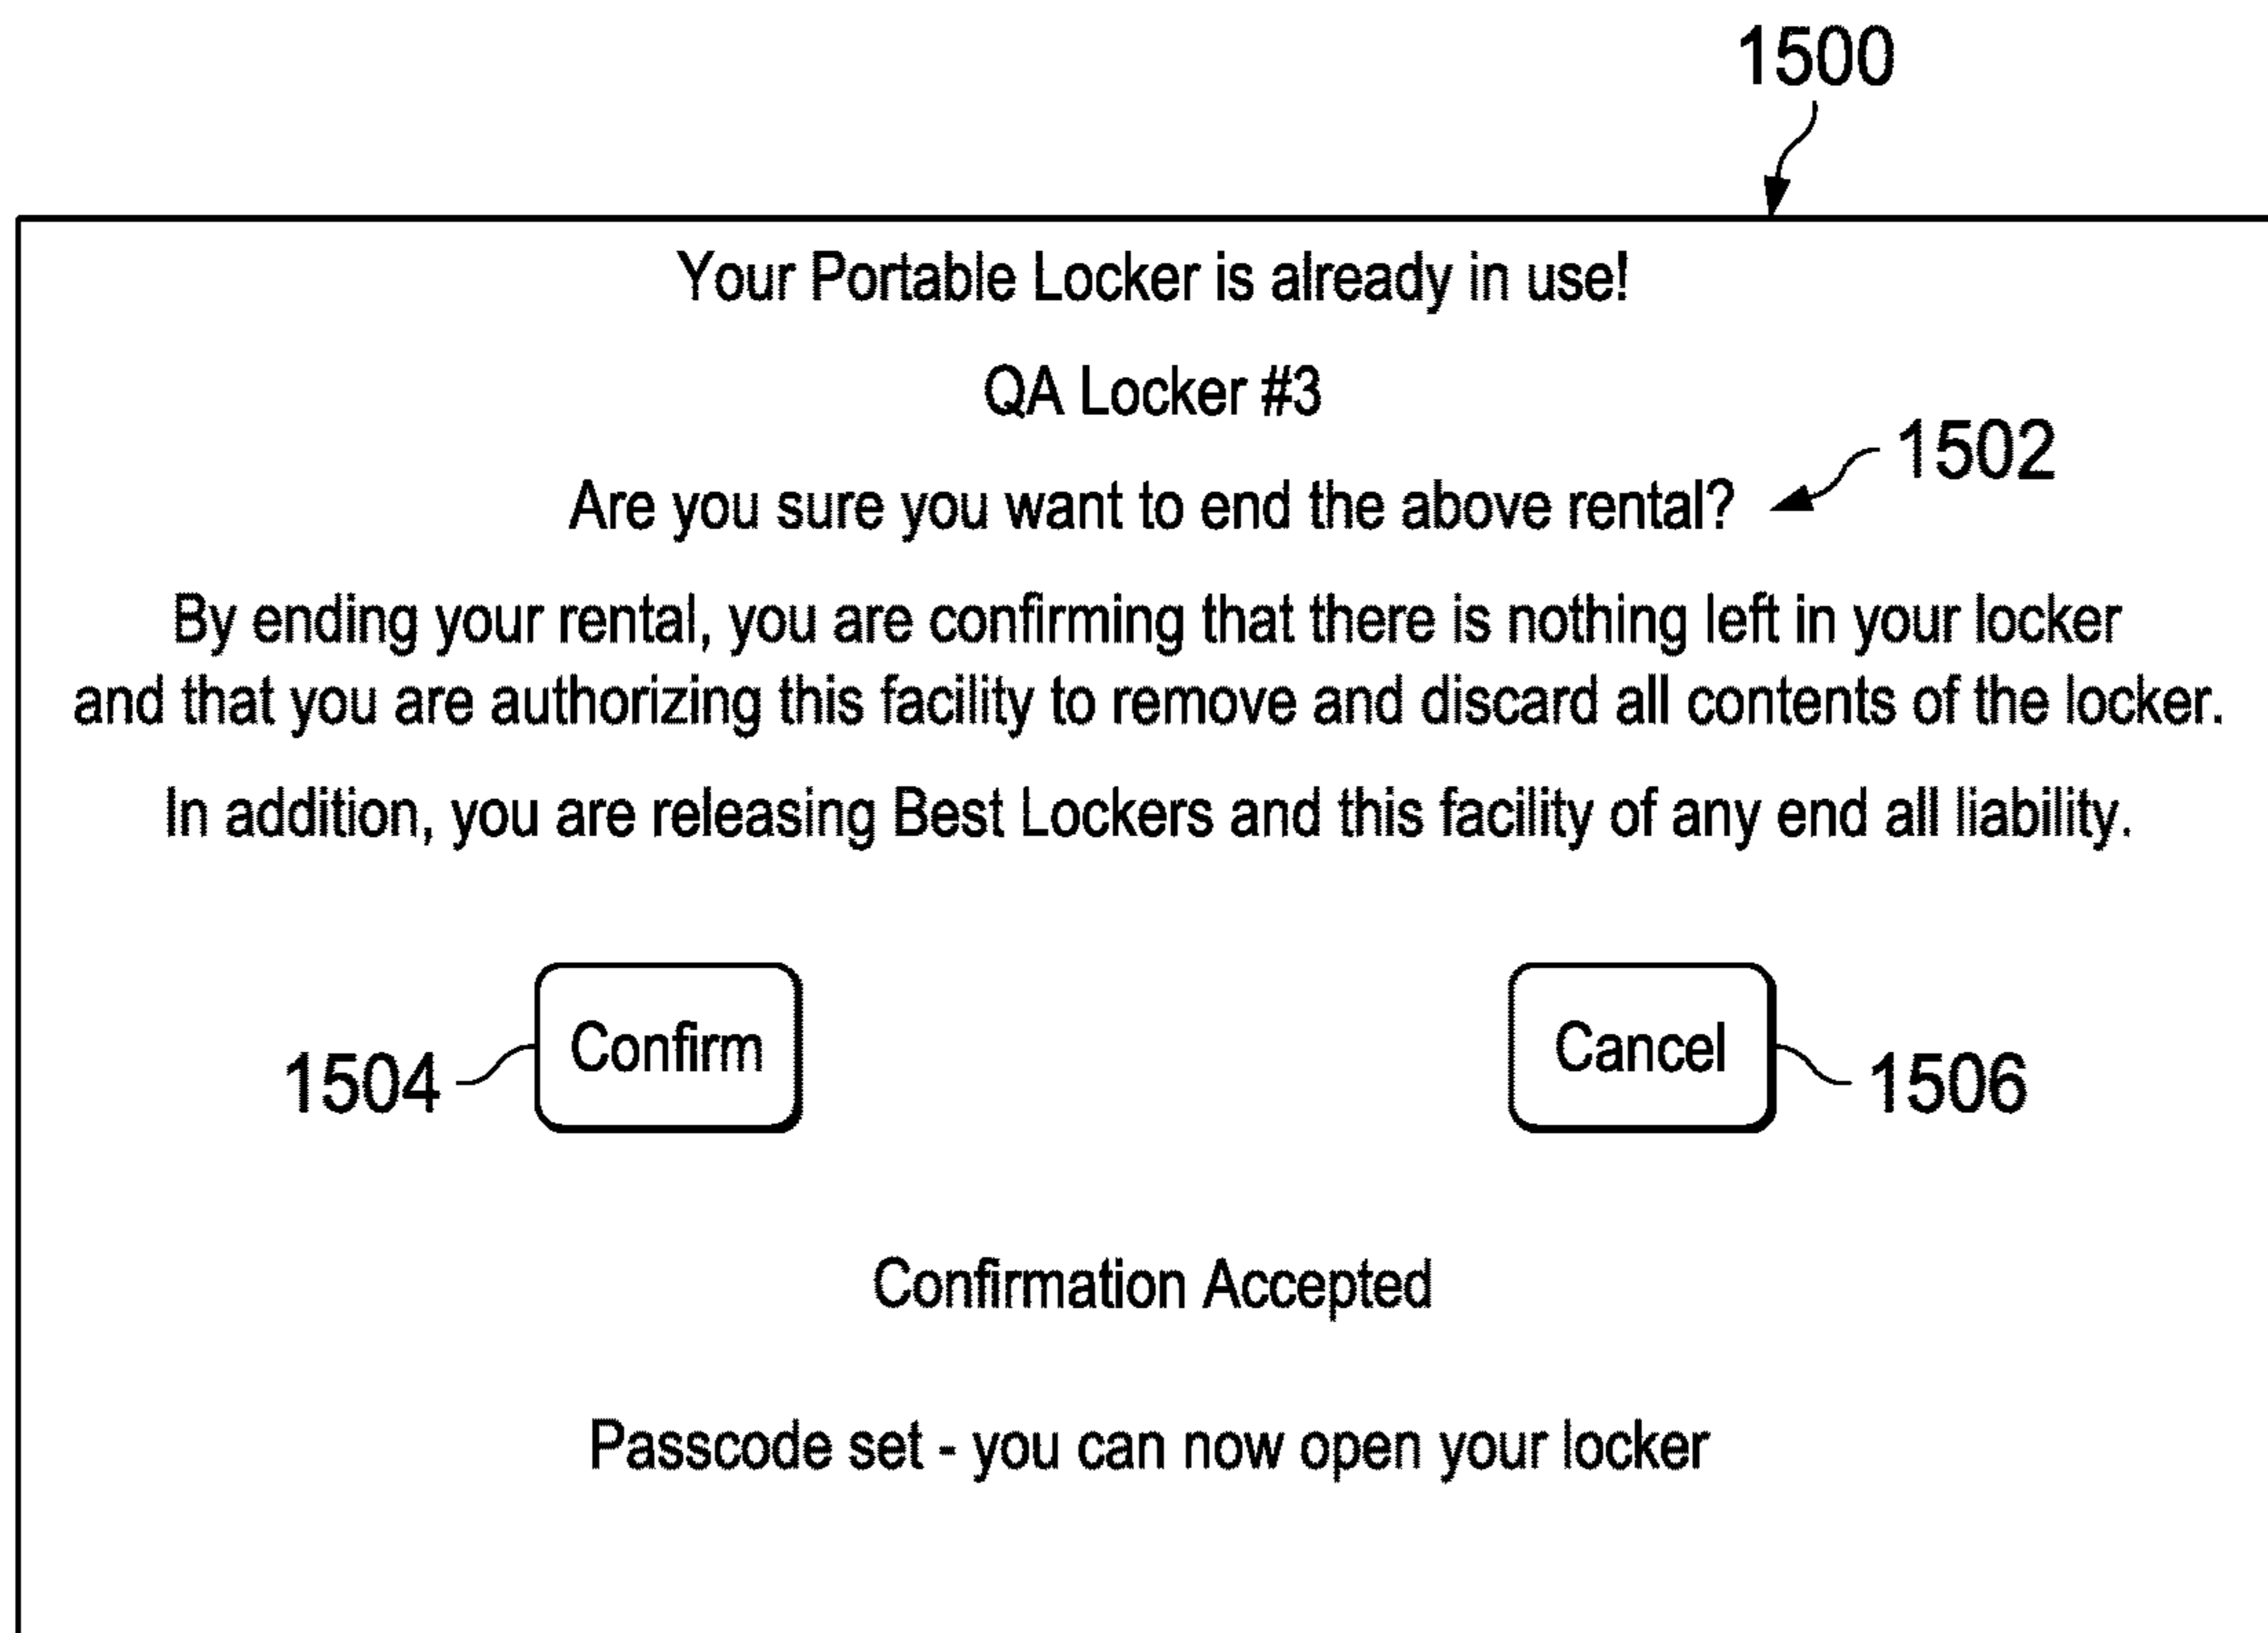 1500
Your Portable Locker is already in use!
QA Locker #3
Are you sure you want to end the above rental? 1502
By ending your rental, you are confirming that there is nothing left in your locker
and that you are authorizing this facility to remove and discard all contents of the locker.
In addition, you are releasing Best Lockers and this facility of any end all liability.
1504 Confirm Cancel 1506
Confirmation Accepted
Passcode set - you can now open your locker